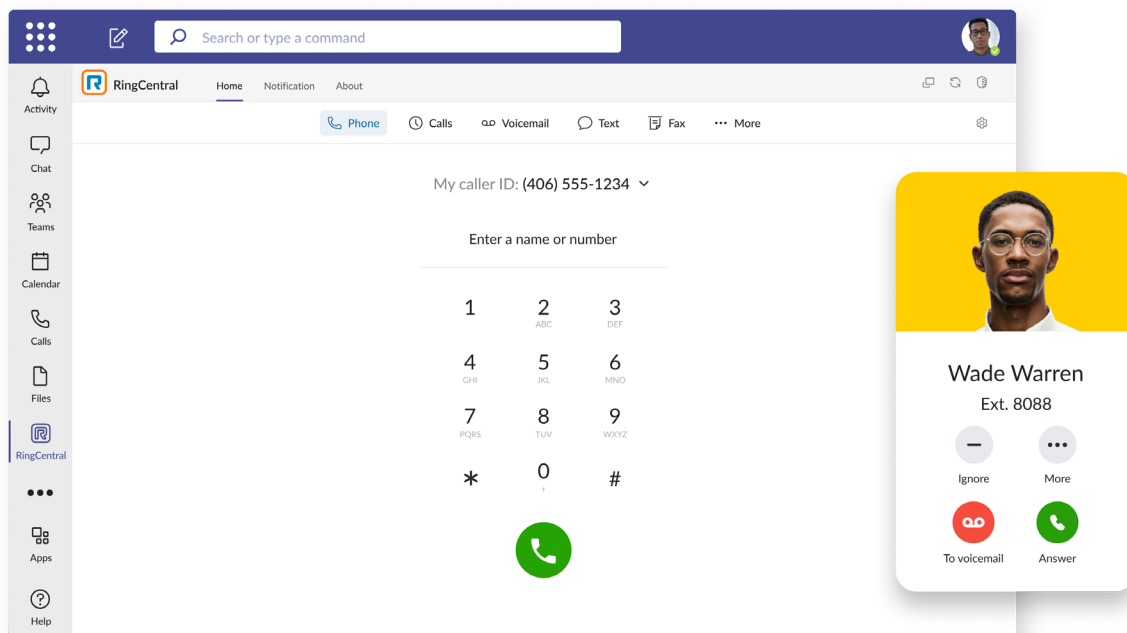 Search or type a command
RingCentral
Home Notification About
Phone Calls Voicemail Text Fax More
Activity
Chat
Teams
Calendar
Calls
Files
RingCentral
Apps
Help
My caller ID: (406) 555-1234
Enter a name or number
1 2 3
ABC DEF
4 5 6
GHI JKL MNO
7 8 9
PQRS TUV WXYZ
* 0 #
+
Wade Warren
Ext. 8088
Ignore More
To voicemail Answer